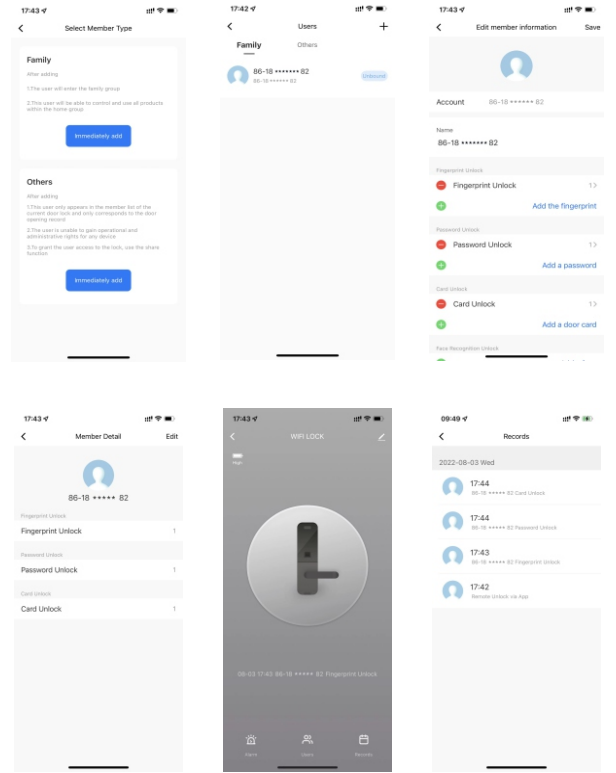 17:43
Select Member Type
Family
After adding
1.The user will enter the family group
2.This user will be able to control and use all products
within the home group
Immediately add
Others
After adding
1.This user only appears in the member list of the
current door lock and only corresponds to the door
opening record
2.The user is unable to gain operational and
administrative rights for any device
3.To grant the user access to the lock, use the share
function
Immediately add
17:42
Users
Family Others
86-18 ******* 82
86-18 ****** 82
Unbound
17:43
Edit member information Save
Account 86-18 ****** 82
Name
86-18 ******* 82
Fingerprint Unlock
Fingerprint Unlock 1
Add the fingerprint
Password Unlock
Password Unlock 1
Add a password
Card Unlock
Card Unlock 1
Add a door card
Face Recognition Unlock
17:43
Member Detail Edit
86-18 ***** 82
Fingerprint Unlock
Fingerprint Unlock 1
Password Unlock
Password Unlock 1
Card Unlock
Card Unlock 1
17:43
WIFI LOCK
High
08-03 17:43 86-18 ***** 82 Fingerprint Unlock
Alarm Users Records
09:49
Records
2022-08-03 Wed
17:44
86-18 ***** 82 Card Unlock
17:44
86-18 ***** 82 Password Unlock
17:43
86-18 ***** 82 Fingerprint Unlock
17:42
Remote Unlock via App